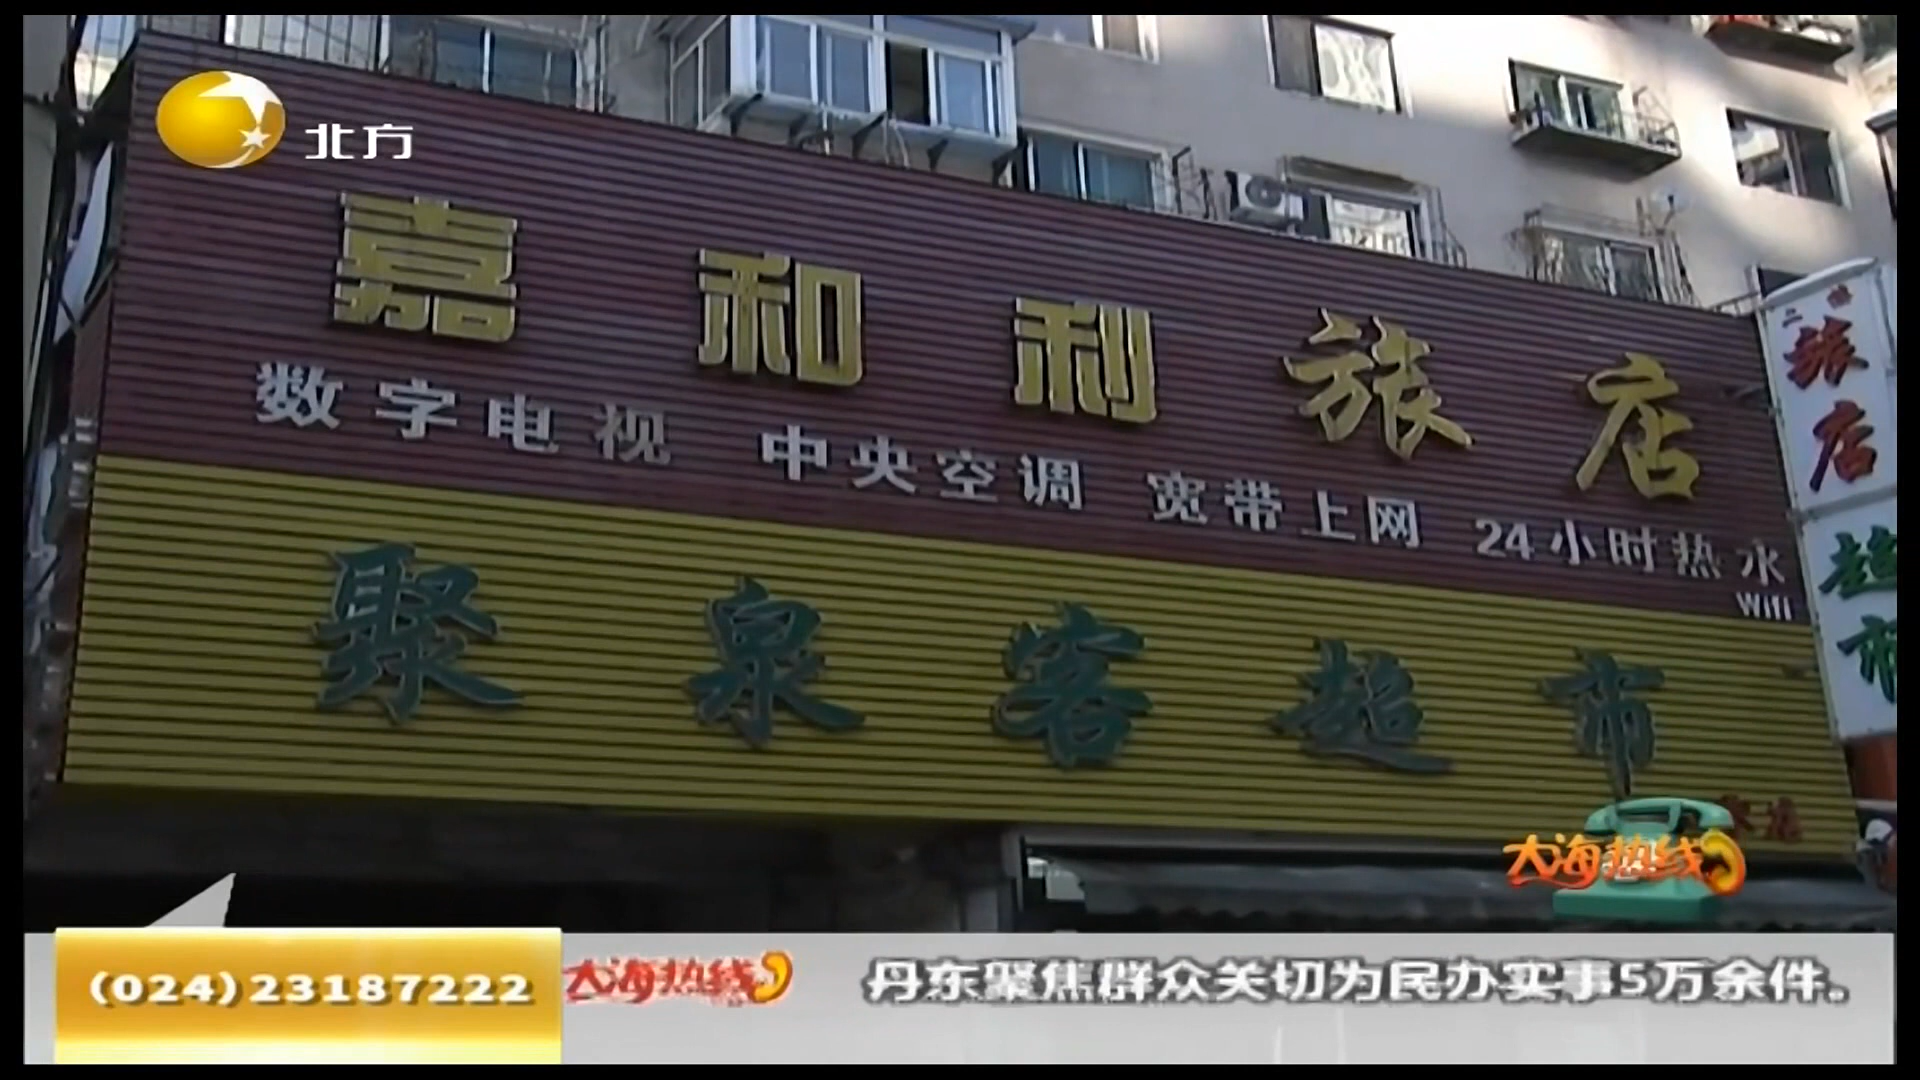 北方
嘉和利旅店
数字电视 中央空调 宽带上网 24小时热水
Wifi
聚泉客超市
旅店
超市
大海热线
(024)23187222 大海热线 丹东聚焦群众关切为民办实事5万余件。